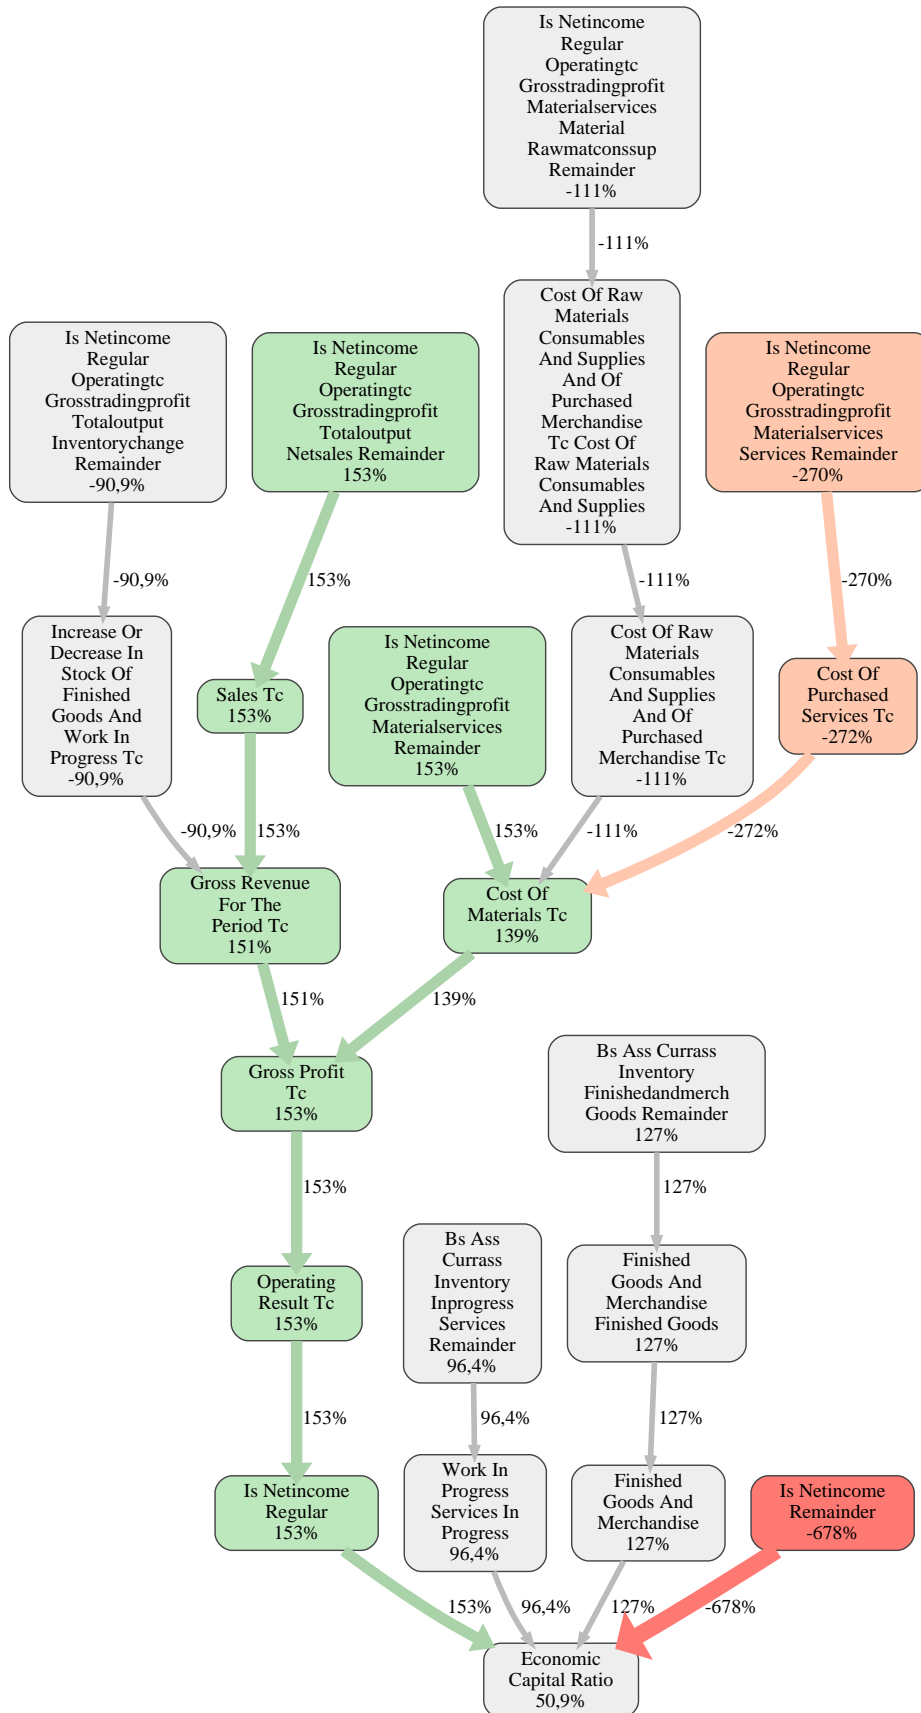 Is Netincome
Regular
Operatingtc
Grosstradingprofit
Materialservices
Material
Rawmatconssup
Remainder
-111%
-111%
Is Netincome
Regular
Operatingtc
Grosstradingprofit
Totaloutput
Inventorychange
Remainder
-90,9%
Is Netincome
Regular
Operatingtc
Grosstradingprofit
Totaloutput
Netsales Remainder
153%
Cost Of Raw
Materials
Consumables
And Supplies
And Of
Purchased
Merchandise
Tc Cost Of
Raw Materials
Consumables
And Supplies
-111%
Is Netincome
Regular
Operatingtc
Grosstradingprofit
Materialservices
Services Remainder
-270%
-90,9%
153%
-111%
-270%
Increase Or
Decrease In
Stock Of
Finished
Goods And
Work In
Progress Tc
-90,9%
Sales Tc
153%
Is Netincome
Regular
Operatingtc
Grosstradingprofit
Materialservices
Remainder
153%
Cost Of Raw
Materials
Consumables
And Supplies
And Of
Purchased
Merchandise Tc
-111%
Cost Of
Purchased
Services Tc
-272%
-90,9%
153%
153%
-111%
-272%
Gross Revenue
For The
Period Tc
151%
Cost Of
Materials Tc
139%
151%
139%
Gross Profit
Tc
153%
Bs Ass Currass
Inventory
Finishedandmerch
Goods Remainder
127%
153%
127%
Operating
Result Tc
153%
Bs Ass
Currass
Inventory
Inprogress
Services
Remainder
96,4%
Finished
Goods And
Merchandise
Finished Goods
127%
153%
96,4%
127%
Is Netincome
Regular
153%
Work In
Progress
Services In
Progress
96,4%
Finished
Goods And
Merchandise
127%
Is Netincome
Remainder
-678%
153%
96,4%
127%
-678%
Economic
Capital Ratio
50,9%